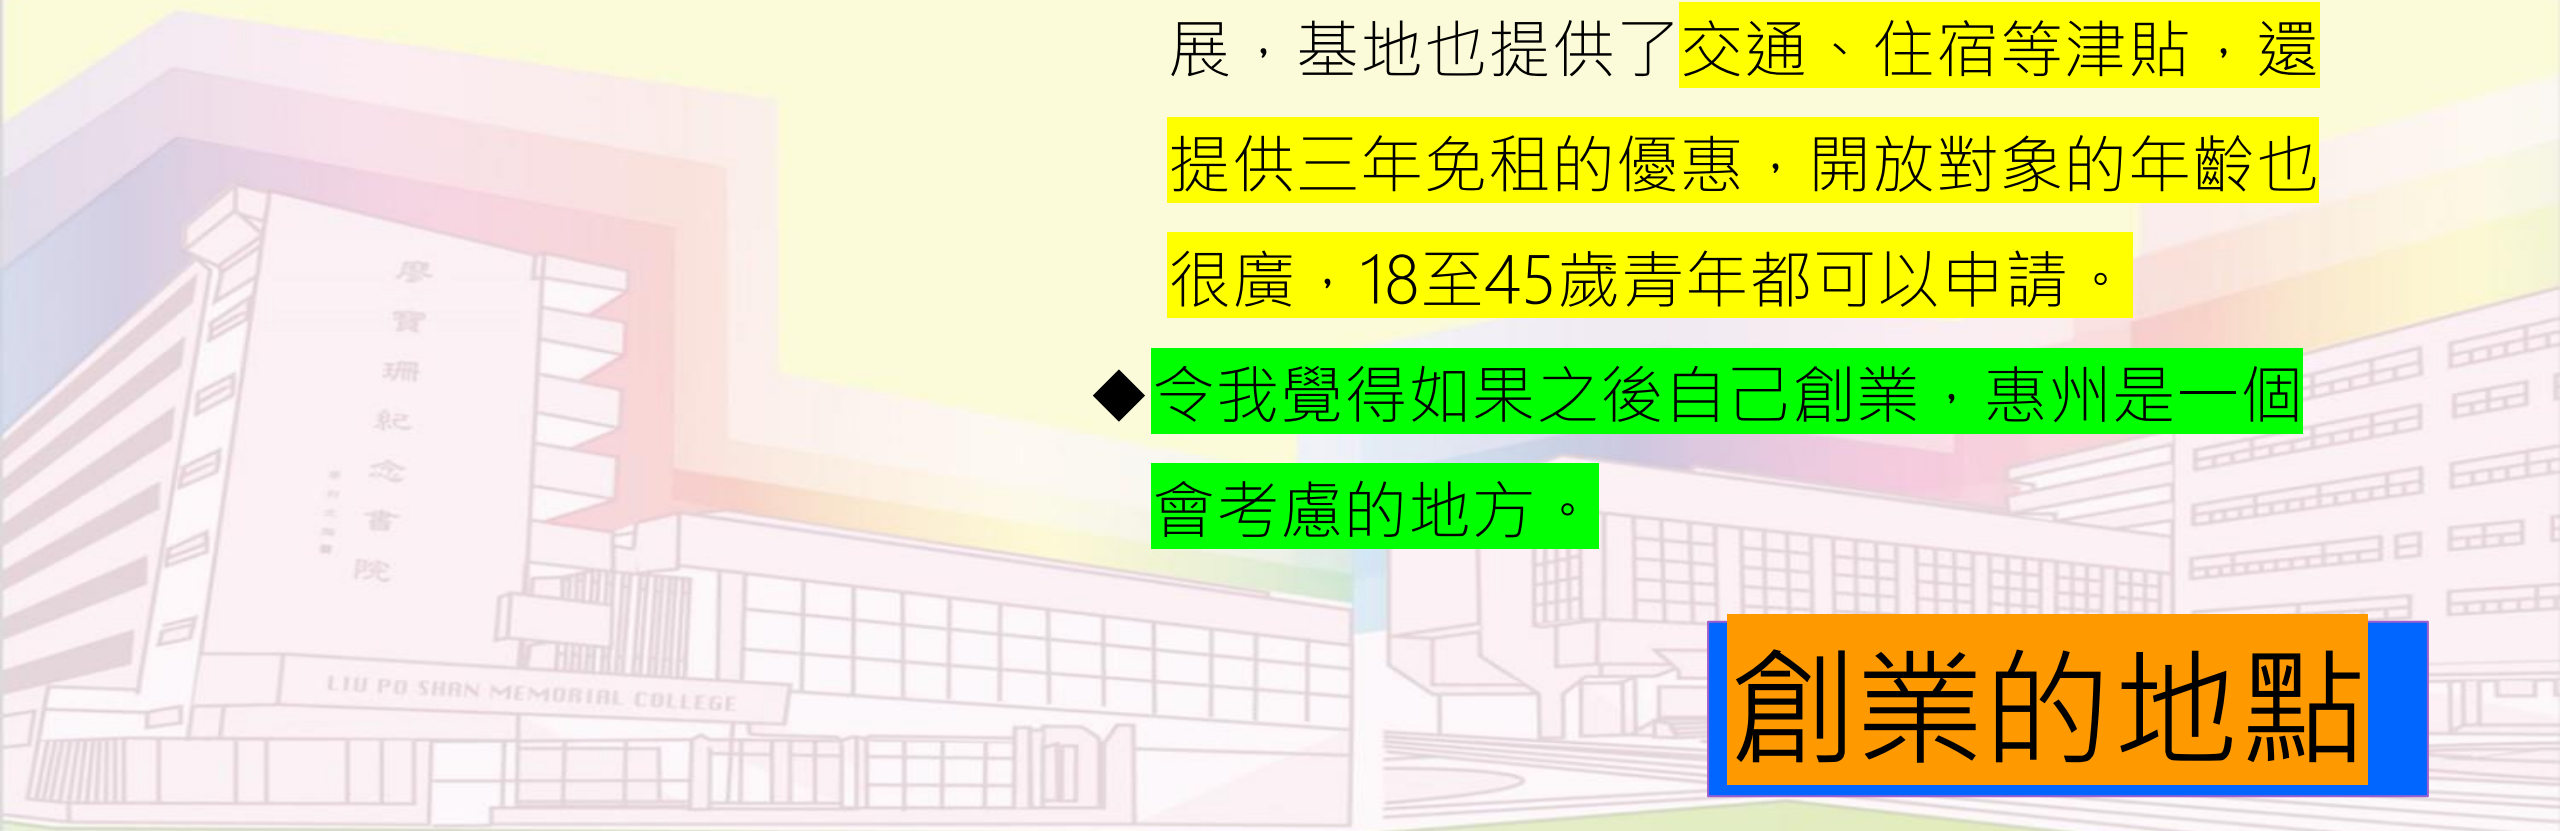 展，基地也提供了交通、住宿等津貼，還
提供三年免租的優惠，開放對象的年齡也
很廣，18至45歲青年都可以申請。
◆令我覺得如果之後自己創業，惠州是一個
會考慮的地方。
創業的地點
廖寶珊紀念書院
LIU PO SHAN MEMORIAL COLLEGE